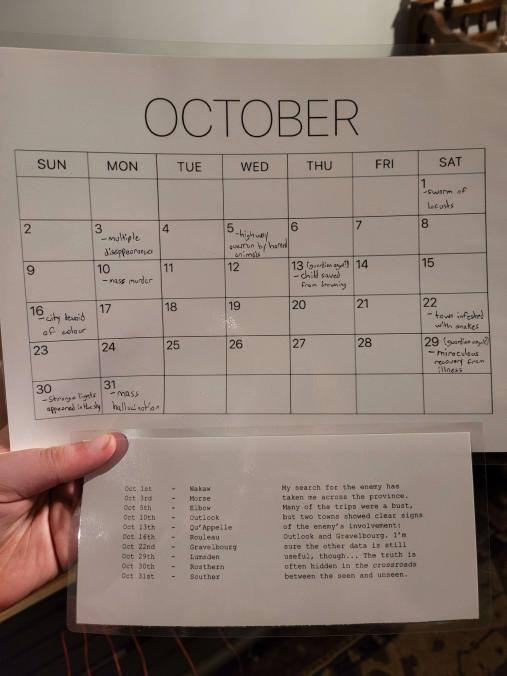 OCTOBER
SUN MON TUE WED THU FRI SAT
1
-swarm of
locusts
2 3 4 5 6 7 8
-multiple
disappearances
-highway
overrun by horned
animals
9 10 11 12 13 (guardian angel?) 14 15
-mass murder
-child saved
from drowning
16 17 18 19 20 21 22
-city devoid
of colour
-town infested
with snakes
23 24 25 26 27 28 29 (guardian angel?)
-miraculous
recovery from
illness
30 31
-Strange lights
appeared in the sky
-mass
hallucination
Oct 1st - Wakaw
Oct 3rd - Morse
Oct 5th - Elbow
Oct 10th - Outlook
Oct 13th - Qu'Appelle
Oct 16th - Rouleau
Oct 22nd - Gravelbourg
Oct 29th - Lumsden
Oct 30th - Rosthern
Oct 31st - Souther
My search for the enemy has
taken me across the province.
Many of the trips were a bust,
but two towns showed clear signs
of the enemy's involvement:
Outlook and Gravelbourg. I'm
sure the other data is still
useful, though... The truth is
often hidden in the crossroads
between the seen and unseen.